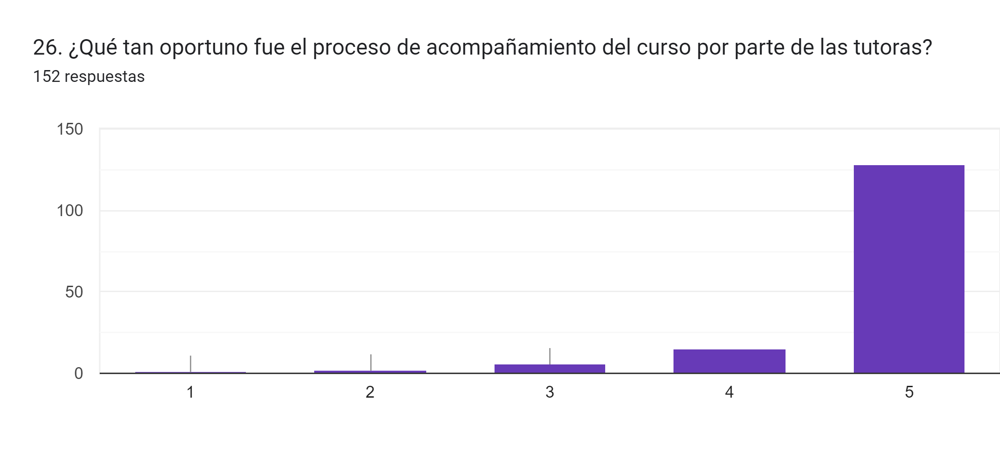 26. ¿Qué tan oportuno fue el proceso de acompañamiento del curso por parte de las tutoras?
152 respuestas
150
100
50
0
1 2 3 4 5